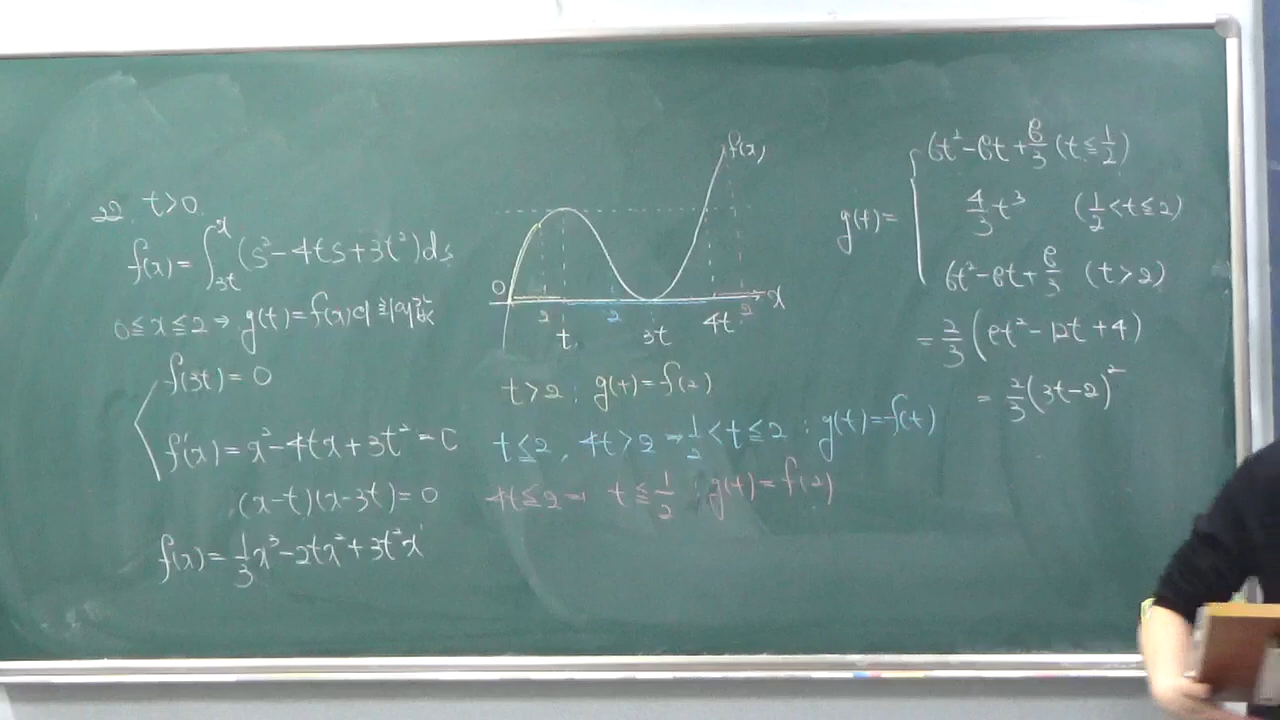 22. t>0
f(x) = ∫_{3t}^{x} (s²-4ts+3t²)ds
0≤x≤2 ⇒ g(t)=f(x)의 최댓값
f(3t) = 0
f'(x) = x²-4tx+3t² = 0
(x-t)(x-3t) = 0
f(x) = 1/3 x³-2tx²+3t²x
f(x)
0 2 t 2 3t 4t 2 x
t>2 : g(t)=f(2)
t≤2, 4t>2 ⇒ 1/2<t≤2 : g(t)=f(t)
4t≤2 ⇒ t≤1/2 : g(t)=f(2)
g(t)= { 6t²-8t+8/3 (t≤1/2)
4/3 t³ (1/2<t≤2)
6t²-8t+8/3 (t>2)
= 2/3 (9t²-12t+4)
= 2/3 (3t-2)²